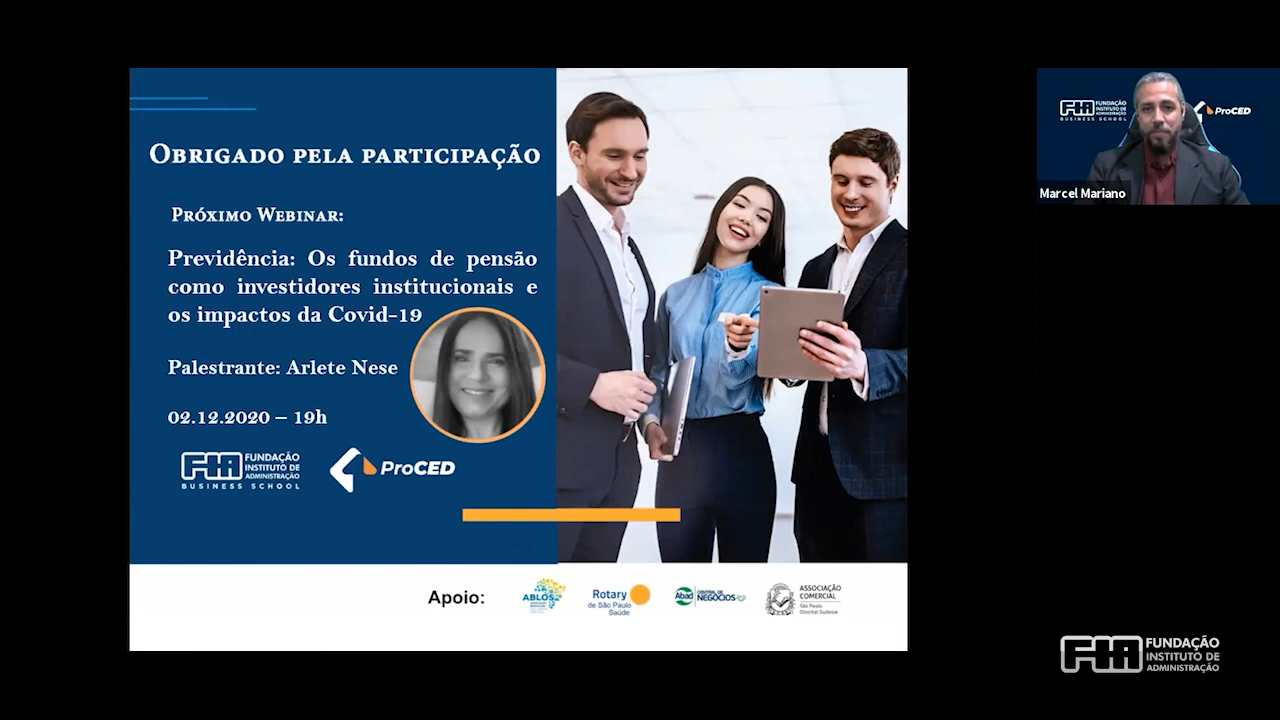 OBRIGADO PELA PARTICIPAÇÃO
PRÓXIMO WEBINAR:
Previdência: Os fundos de pensão
como investidores institucionais e
os impactos da Covid-19
Palestrante: Arlete Nese
02.12.2020 – 19h
FIA FUNDAÇÃO
INSTITUTO DE
ADMINISTRAÇÃO
BUSINESS SCHOOL
ProCED
Apoio:
ABLOS
Rotary
de São Paulo
Saúde
Abad CENTRAL DE
NEGÓCIOS
ASSOCIAÇÃO
COMERCIAL
São Paulo
Distrital Sudeste
FIA FUNDAÇÃO
INSTITUTO DE
ADMINISTRAÇÃO
BUSINESS SCHOOL
ProCED
Marcel Mariano
FIA FUNDAÇÃO
INSTITUTO DE
ADMINISTRAÇÃO